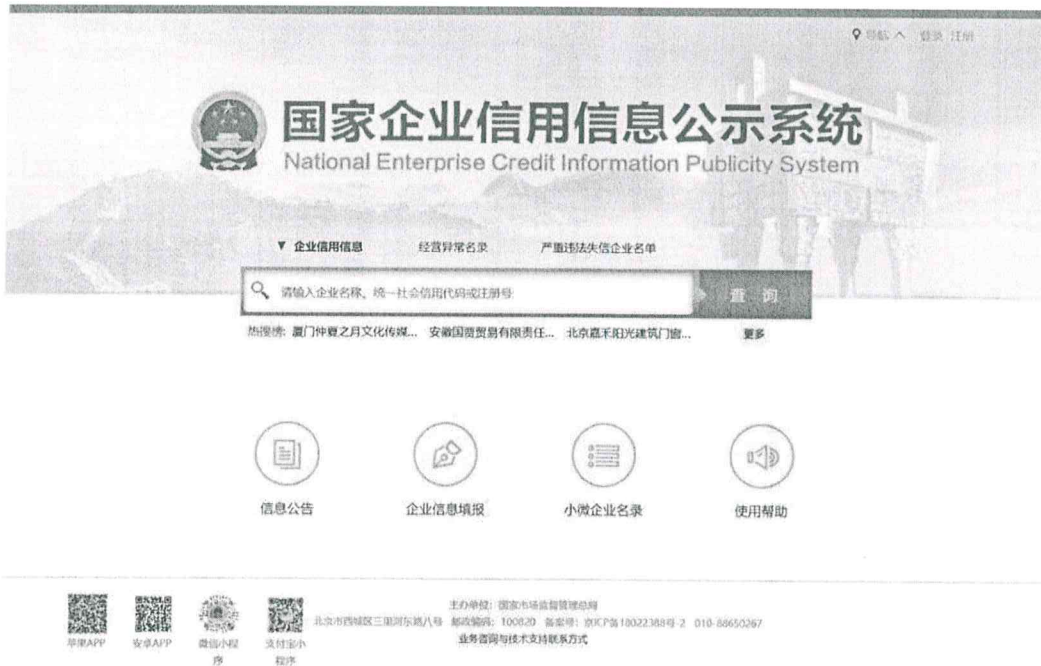 导航 登录 注册
国家企业信用信息公示系统
National Enterprise Credit Information Publicity System
▼ 企业信用信息 经营异常名录 严重违法失信企业名单
请输入企业名称、统一社会信用代码或注册号 查询
热搜榜: 厦门仲夏之月文化传媒... 安徽国贾贸易有限责任... 北京嘉禾阳光建筑门窗... 更多
信息公告 企业信息填报 小微企业名录 使用帮助
主办单位：国家市场监督管理总局
北京市西城区三里河东路八号 邮政编码：100820 备案号：京ICP备18022388号-2 010-88650267
业务咨询与技术支持联系方式
苹果APP 安卓APP 微信小程序 支付宝小程序